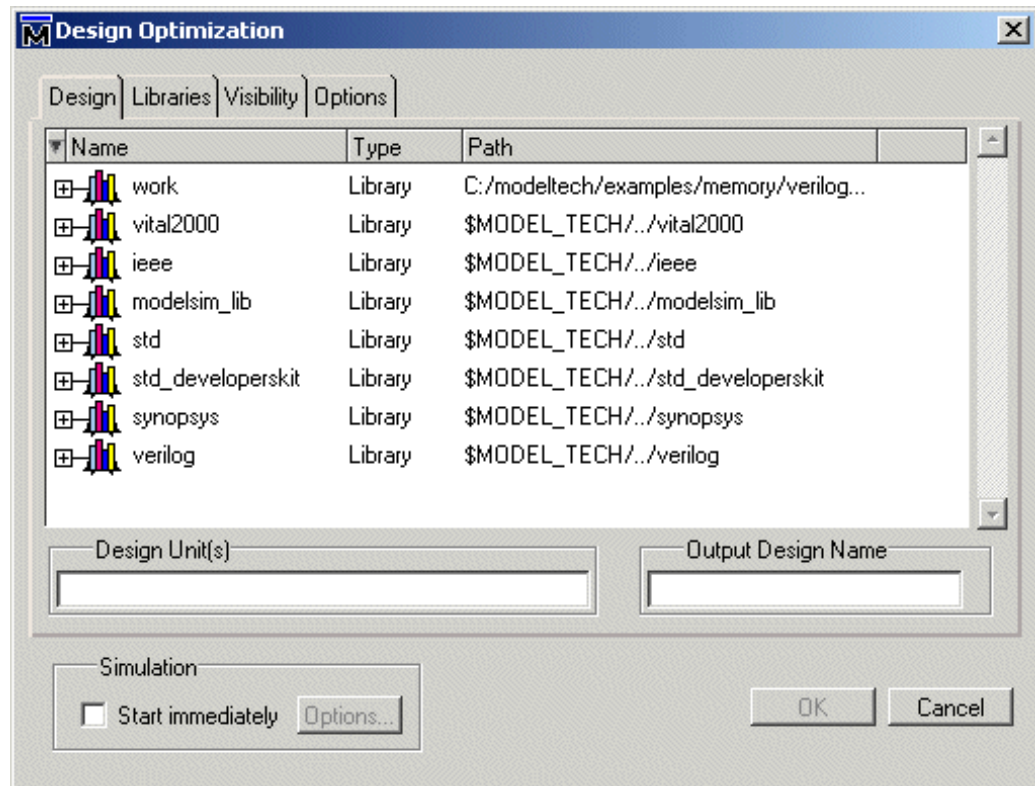 Design Optimization
Design Libraries Visibility Options
Name Type Path
work Library C:/modeltech/examples/memory/verilog...
vital2000 Library $MODEL_TECH/../vital2000
ieee Library $MODEL_TECH/../ieee
modelsim_lib Library $MODEL_TECH/../modelsim_lib
std Library $MODEL_TECH/../std
std_developerskit Library $MODEL_TECH/../std_developerskit
synopsys Library $MODEL_TECH/../synopsys
verilog Library $MODEL_TECH/../verilog
Design Unit(s) Output Design Name
Simulation
Start immediately Options... OK Cancel